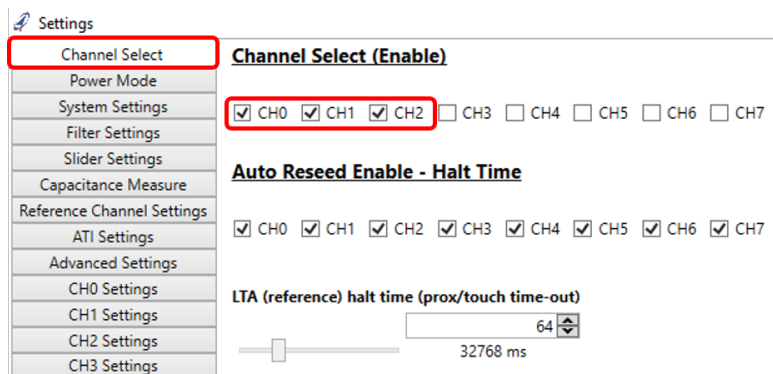 Settings
Channel Select
Power Mode
System Settings
Filter Settings
Slider Settings
Capacitance Measure
Reference Channel Settings
ATI Settings
Advanced Settings
CH0 Settings
CH1 Settings
CH2 Settings
CH3 Settings
Channel Select (Enable)
CH0 CH1 CH2 CH3 CH4 CH5 CH6 CH7
Auto Reseed Enable - Halt Time
CH0 CH1 CH2 CH3 CH4 CH5 CH6 CH7
LTA (reference) halt time (prox/touch time-out)
64
32768 ms